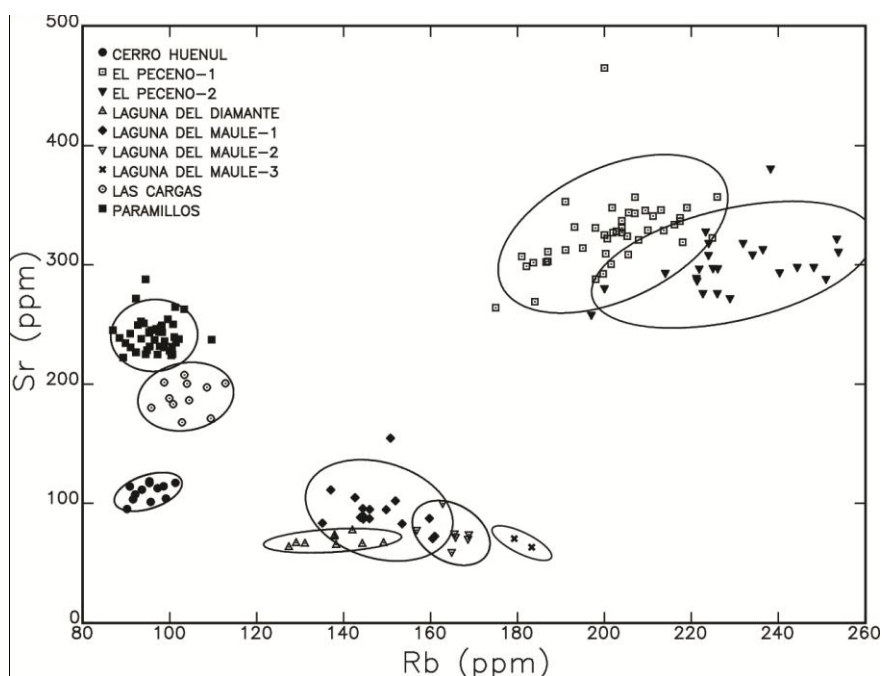 500
CERRO HUENUL
EL PECENO-1
EL PECENO-2
LAGUNA DEL DIAMANTE
LAGUNA DEL MAULE-1
LAGUNA DEL MAULE-2
LAGUNA DEL MAULE-3
LAS CARGAS
PARAMILLOS
400
300
200
100
0
Sr (ppm)
80 100 120 140 160 180 200 220 240 260
Rb (ppm)